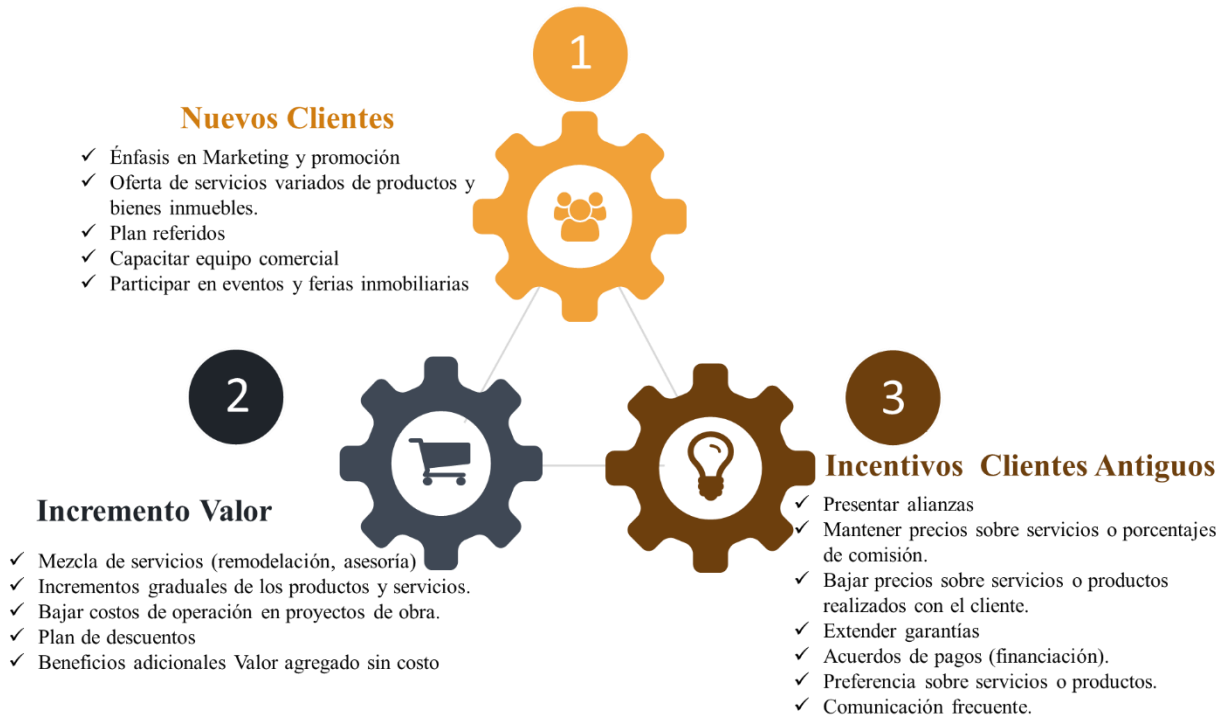 1
Nuevos Clientes
✓ Énfasis en Marketing y promoción
✓ Oferta de servicios variados de productos y
bienes inmuebles.
✓ Plan referidos
✓ Capacitar equipo comercial
✓ Participar en eventos y ferias inmobiliarias
2
Incremento Valor
✓ Mezcla de servicios (remodelación, asesoría)
✓ Incrementos graduales de los productos y servicios.
✓ Bajar costos de operación en proyectos de obra.
✓ Plan de descuentos
✓ Beneficios adicionales Valor agregado sin costo
3
Incentivos Clientes Antiguos
✓ Presentar alianzas
✓ Mantener precios sobre servicios o porcentajes
de comisión.
✓ Bajar precios sobre servicios o productos
realizados con el cliente.
✓ Extender garantías
✓ Acuerdos de pagos (financiación).
✓ Preferencia sobre servicios o productos.
✓ Comunicación frecuente.